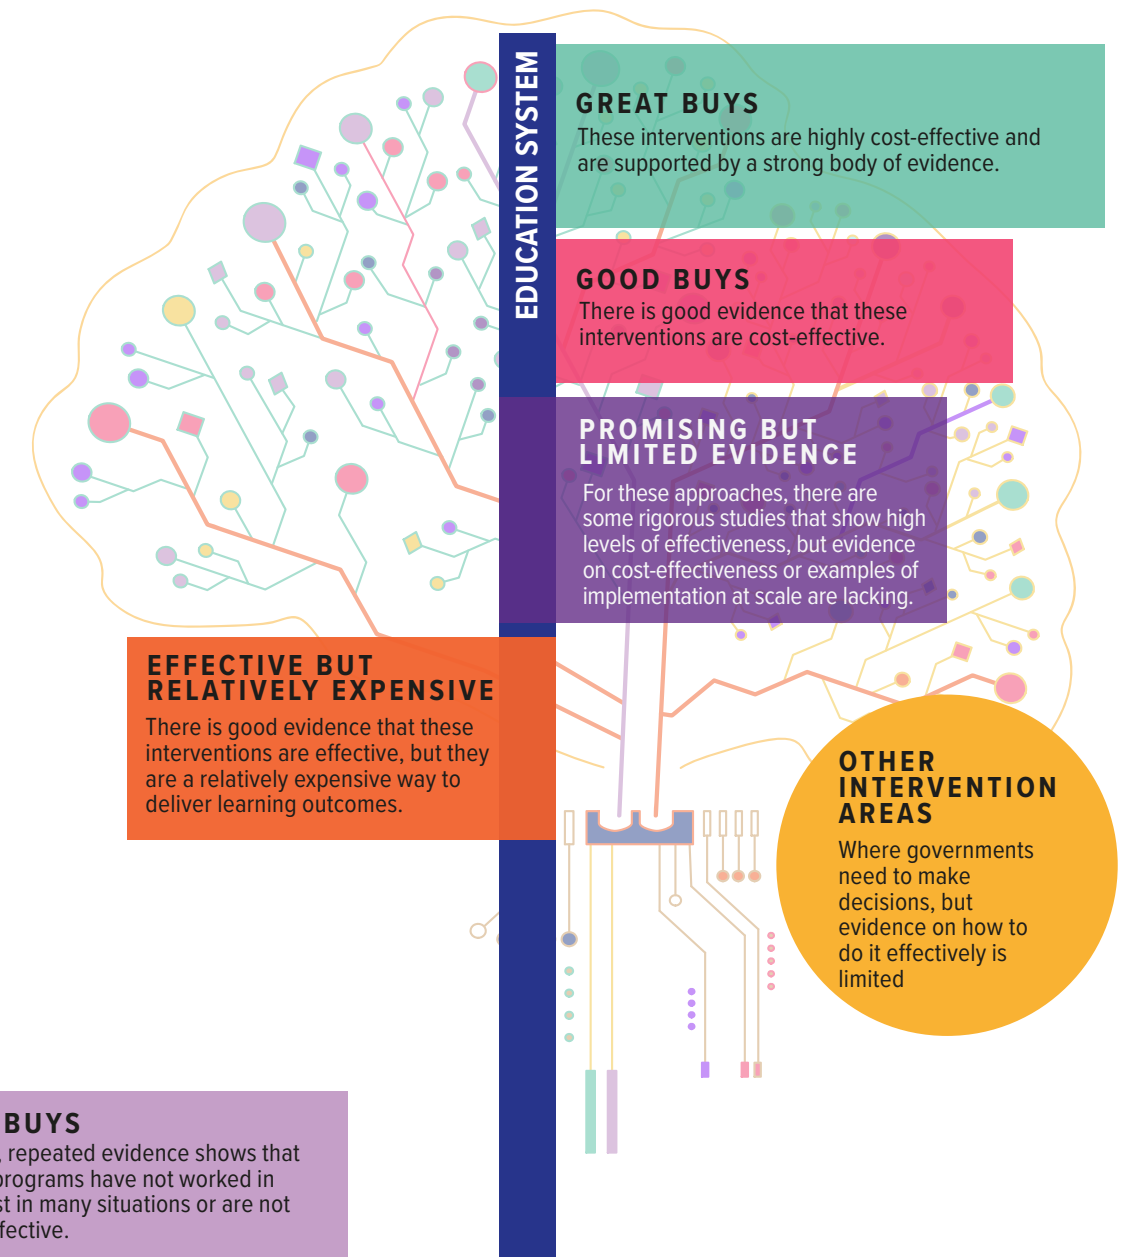 EDUCATION SYSTEM
GREAT BUYS
These interventions are highly cost-effective and
are supported by a strong body of evidence.
GOOD BUYS
There is good evidence that these
interventions are cost-effective.
PROMISING BUT
LIMITED EVIDENCE
For these approaches, there are
some rigorous studies that show high
levels of effectiveness, but evidence
on cost-effectiveness or examples of
implementation at scale are lacking.
EFFECTIVE BUT
RELATIVELY EXPENSIVE
There is good evidence that these
interventions are effective, but they
are a relatively expensive way to
deliver learning outcomes.
OTHER
INTERVENTION
AREAS
Where governments
need to make
decisions, but
evidence on how to
do it effectively is
limited
BUYS
, repeated evidence shows that
programs have not worked in
in many situations or are not